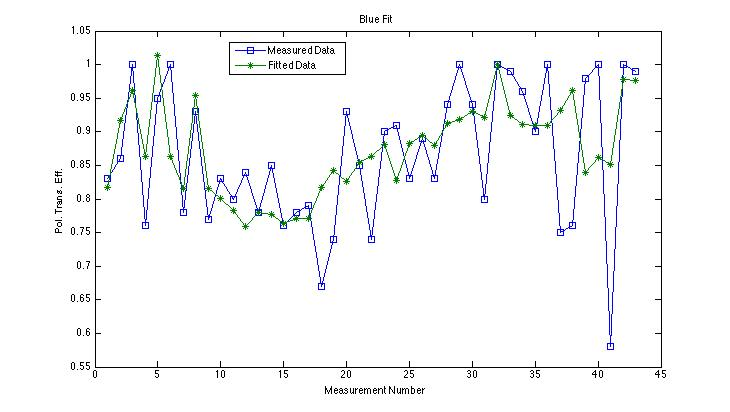 Blue Fit
1.05
1
0.95
0.9
0.85
0.8
0.75
0.7
0.65
0.6
0.55
Pol. Trans. Eff.
Measured Data
Fitted Data
0 5 10 15 20 25 30 35 40 45
Measurement Number